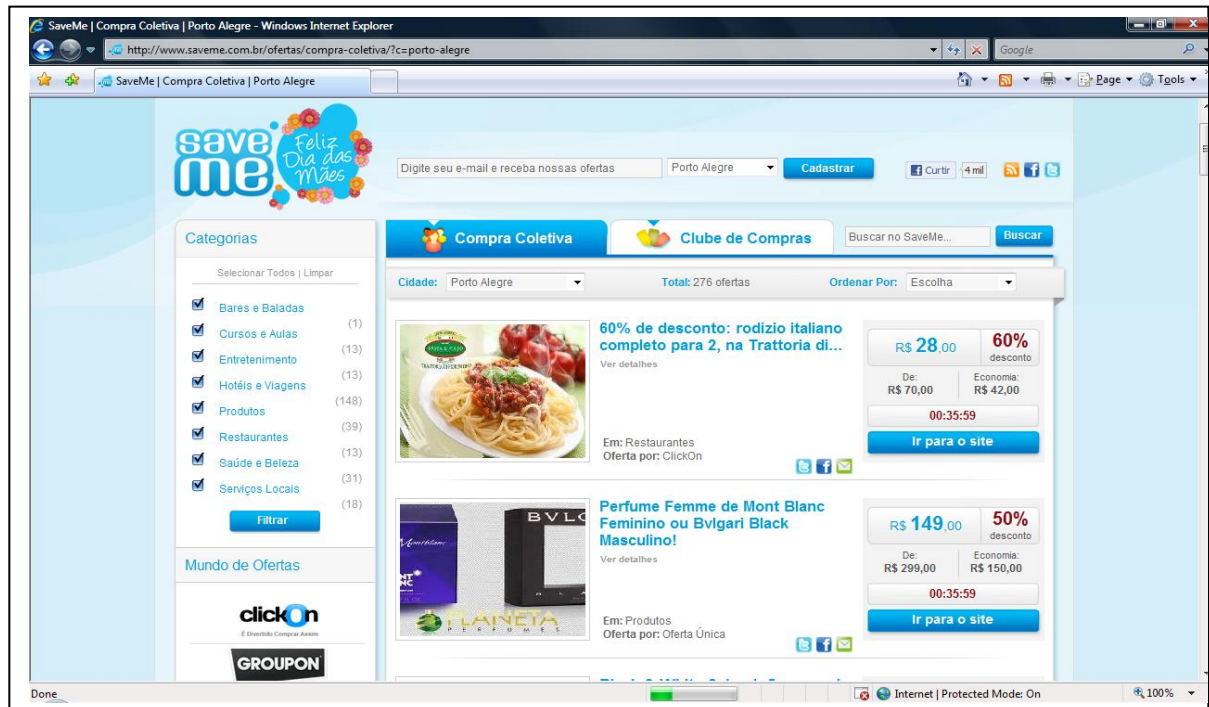 SaveMe | Compra Coletiva | Porto Alegre - Windows Internet Explorer
http://www.saveme.com.br/ofertas/compra-coletiva/?c=porto-alegre
Google
SaveMe | Compra Coletiva | Porto Alegre
Page
Tools
save me
Feliz
Dia das
Mães
Digite seu e-mail e receba nossas ofertas
Porto Alegre
Cadastrar
Curtir
4 mil
Categorias
Selecionar Todos | Limpar
Bares e Baladas
(1)
Cursos e Aulas
(13)
Entretenimento
(13)
Hotéis e Viagens
(148)
Produtos
(39)
Restaurantes
(13)
Saúde e Beleza
(31)
Serviços Locais
(18)
Filtrar
Mundo de Ofertas
clickOn
É Divertido Comprar Assim
GROUPON
Compra Coletiva
Clube de Compras
Buscar no SaveMe...
Buscar
Cidade: Porto Alegre
Total: 276 ofertas
Ordenar Por: Escolha
60% de desconto: rodizio italiano
completo para 2, na Trattoria di...
Ver detalhes
Em: Restaurantes
Oferta por: ClickOn
R$ 28,00
60%
desconto
De:
R$ 70,00
Economia:
R$ 42,00
00:35:59
Ir para o site
BVLG
Montblanc
PLANETA
PERFUMES
Perfume Femme de Mont Blanc
Feminino ou Bvlgari Black
Masculino!
Ver detalhes
Em: Produtos
Oferta por: Oferta Única
R$ 149,00
50%
desconto
De:
R$ 299,00
Economia:
R$ 150,00
00:35:59
Ir para o site
Done
Internet | Protected Mode: On
100%